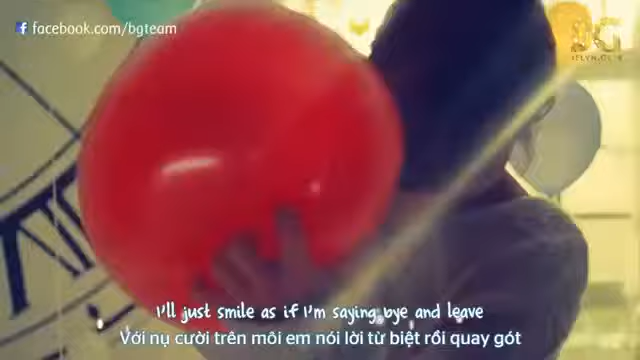 facebook.com/bgteam
BG
I'll just smile as if I'm saying bye and leave
Với nụ cười trên môi em nói lời từ biệt rồi quay gót